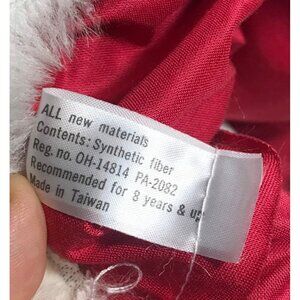 ALL new materials
Contents: Synthetic fiber
Reg. no. OH-14814 PA-2082
Recommended for 8 years & up
Made in Taiwan